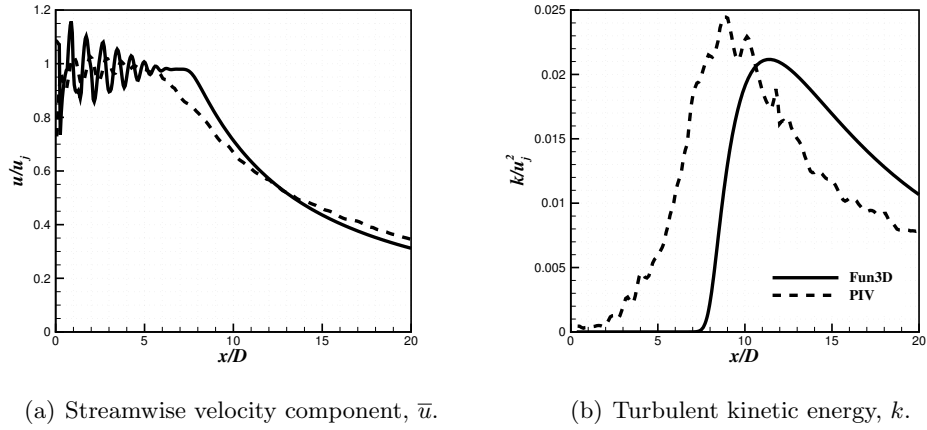 1.2
1
0.8
0.6
0.4
0.2
0
u/u_j
0 5 10 15 20
x/D
0.025
0.02
0.015
0.01
0.005
0
k/u_j^2
0 5 10 15 20
x/D
Fun3D
PIV
(a) Streamwise velocity component, u̅.
(b) Turbulent kinetic energy, k.